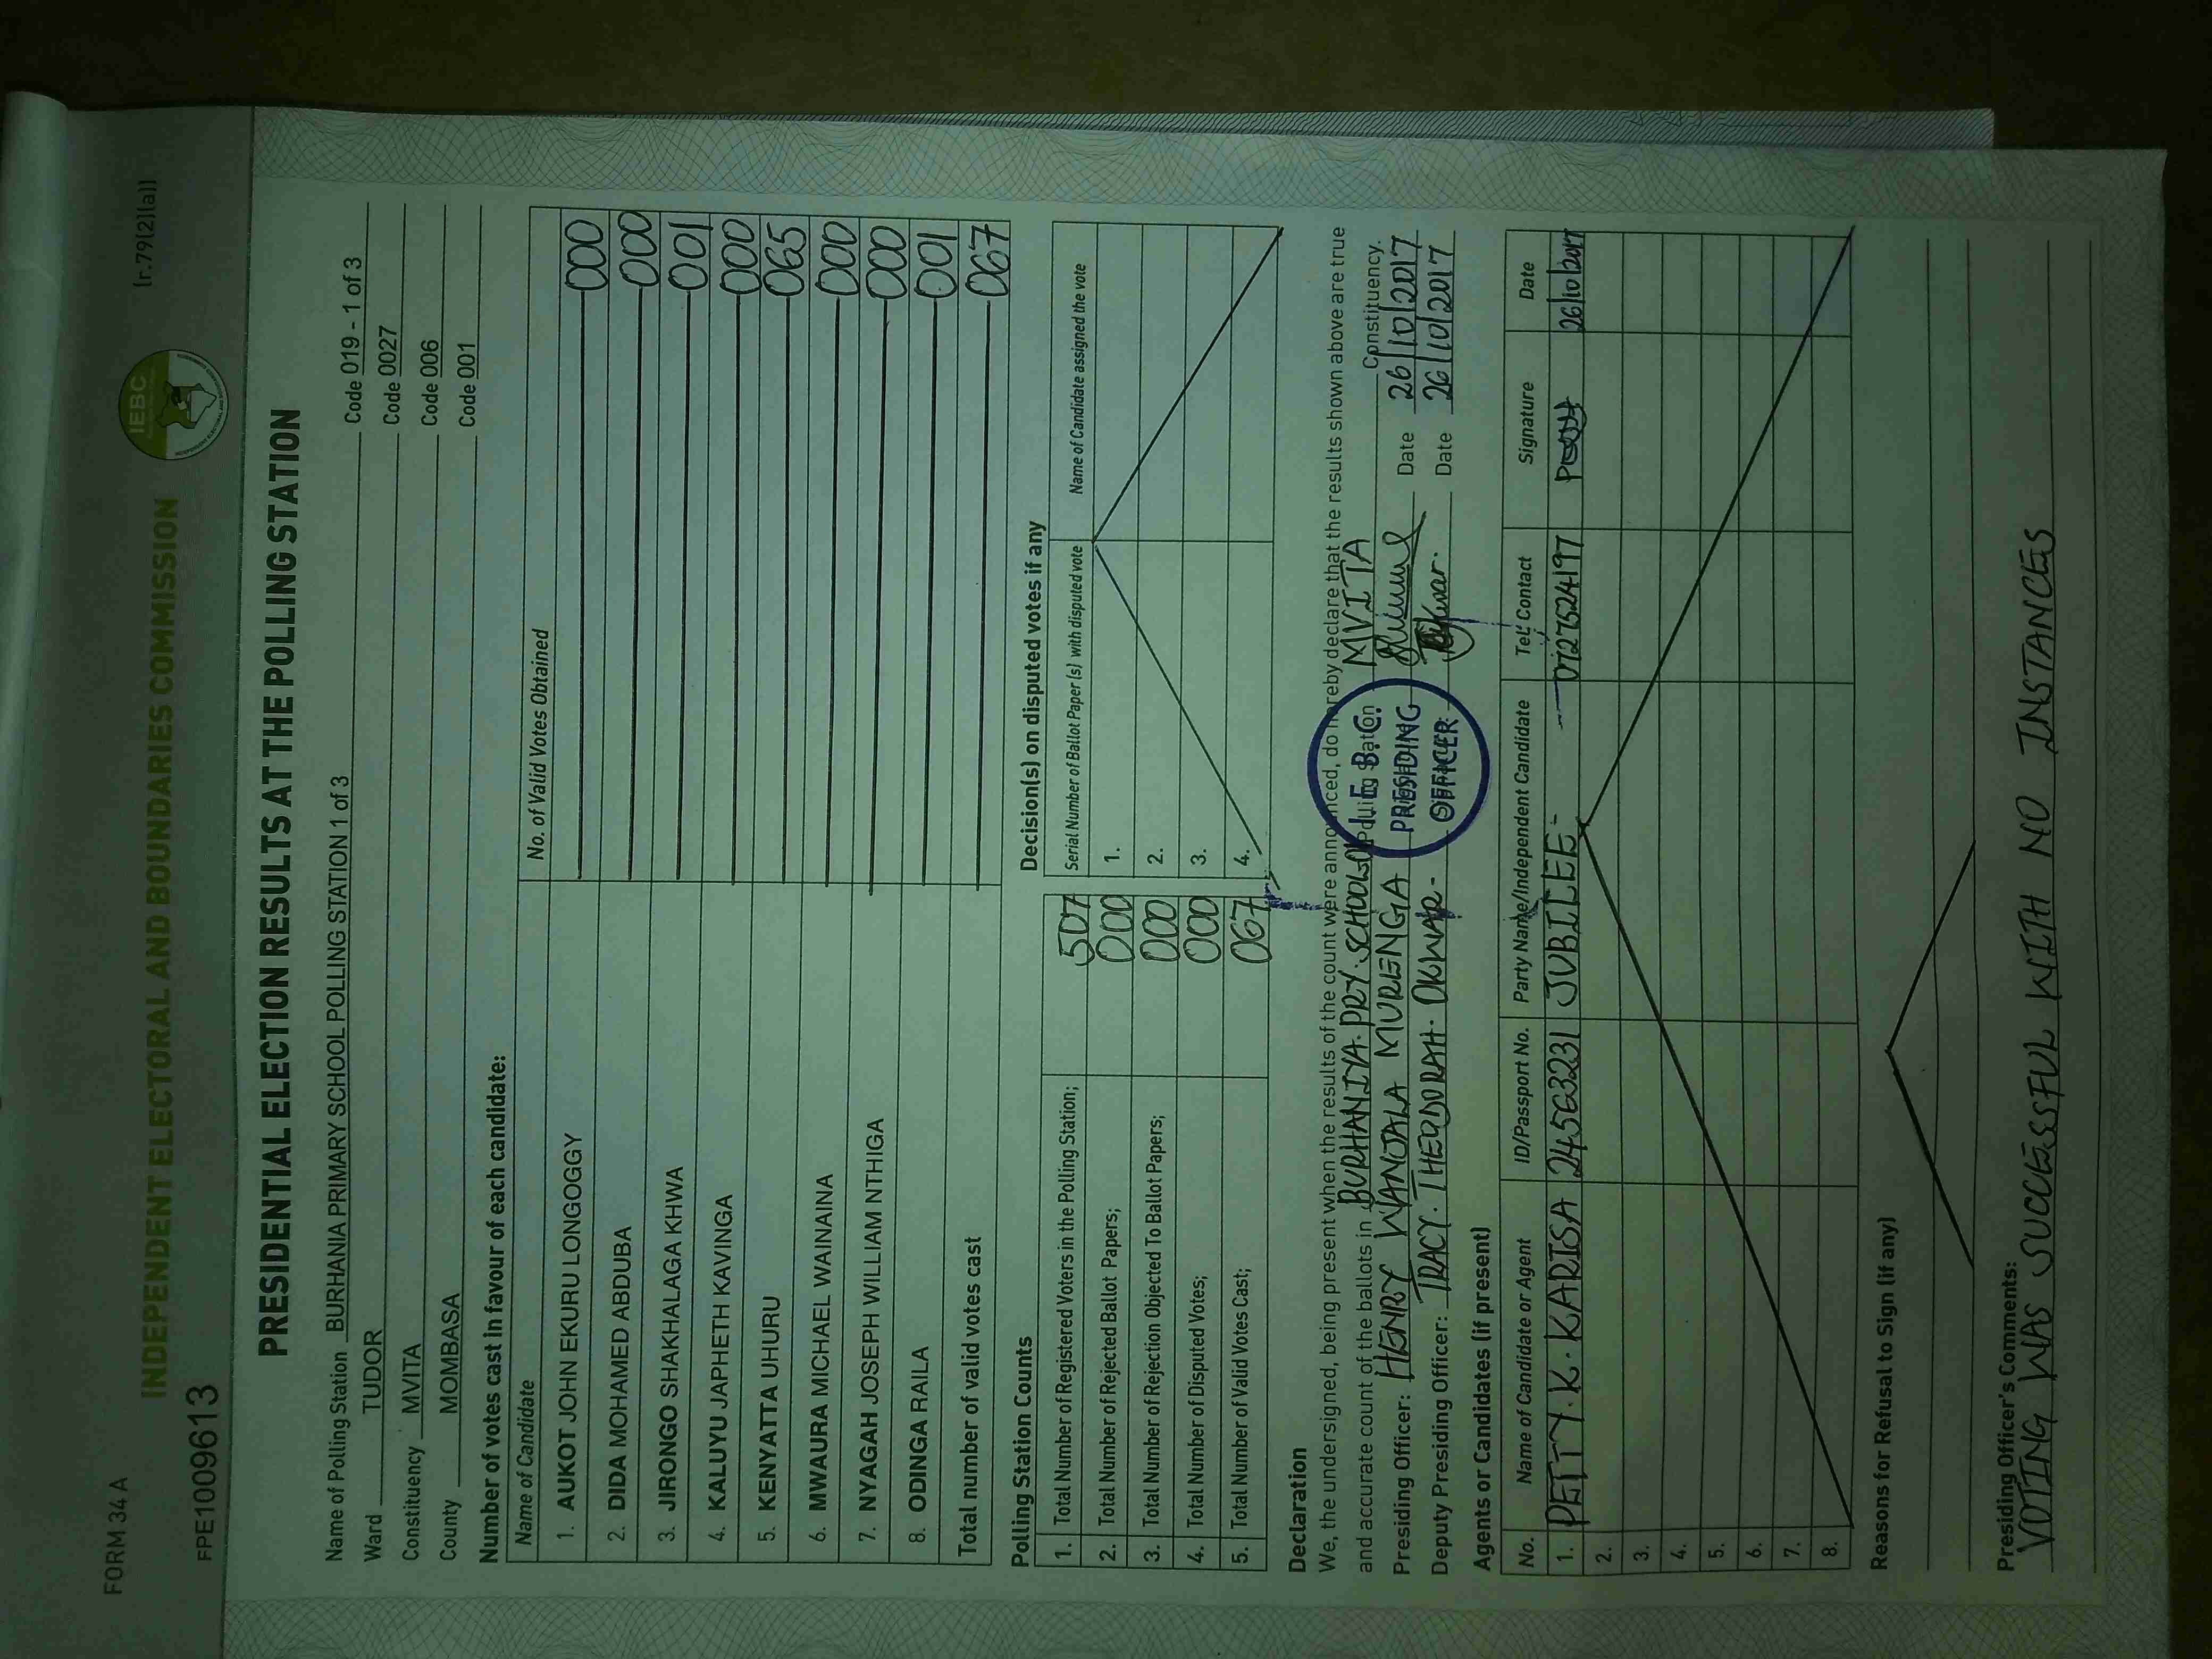 FORM 34 A
[r.79(2)(a)]
INDEPENDENT ELECTORAL AND BOUNDARIES COMMISSION
IEBC
FPE1009613
PRESIDENTIAL ELECTION RESULTS AT THE POLLING STATION
Name of Polling Station BURHANIA PRIMARY SCHOOL POLLING STATION 1 of 3 Code 019 - 1 of 3
Ward TUDOR Code 0027
Constituency MVITA Code 006
County MOMBASA Code 001
Number of votes cast in favour of each candidate:
Name of Candidate No. of Valid Votes Obtained
1. AUKOT JOHN EKURU LONGOGGY 000
2. DIDA MOHAMED ABDUBA 000
3. JIRONGO SHAKHALAGA KHWA 001
4. KALUYU JAPHETH KAVINGA 000
5. KENYATTA UHURU 065
6. MWAURA MICHAEL WAINAINA 000
7. NYAGAH JOSEPH WILLIAM NTHIGA 000
8. ODINGA RAILA 001
Total number of valid votes cast 067
Polling Station Counts
1. Total Number of Registered Voters in the Polling Station; 507
2. Total Number of Rejected Ballot Papers; 000
3. Total Number of Rejection Objected To Ballot Papers; 000
4. Total Number of Disputed Votes; 000
5. Total Number of Valid Votes Cast; 067
Decision(s) on disputed votes if any
Serial Number of Ballot Paper (s) with disputed vote Name of Candidate assigned the vote
1.
2.
3.
4.
Declaration
We, the undersigned, being present when the results of the count were announced, do hereby declare that the results shown above are true
and accurate count of the ballots in BURHANIYA. PRY. SCHOOL Polling Station MVITA Constituency.
Presiding Officer: HENRY WANJALA MURENGA Date 26/10/2017
Deputy Presiding Officer: TRACY. THEODORAH. OKWAR - Date 26/10/2017
I.E.B.C.
PRESIDING
OFFICER
Agents or Candidates (if present)
No. Name of Candidate or Agent ID/Passport No. Party Name/Independent Candidate Tel: Contact Signature Date
1. PETTY. K. KARISA 24563231 JUBILEE - 0727524197 26/10/2017
2.
3.
4.
5.
6.
7.
8.
Reasons for Refusal to Sign (if any)
Presiding Officer's Comments:
VOTING WAS SUCCESSFUL WITH NO INSTANCES